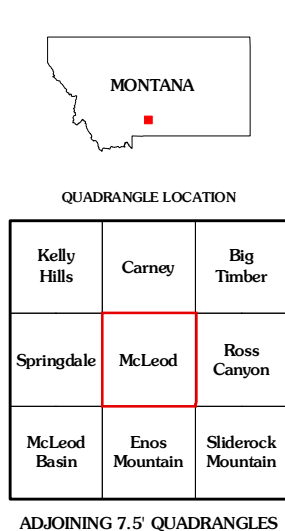 MONTANA
QUADRANGLE LOCATION
Kelly
Hills
Carney
Big
Timber
Springdale
McLeod
Ross
Canyon
McLeod
Basin
Enos
Mountain
Sliderock
Mountain
ADJOINING 7.5' QUADRANGLES